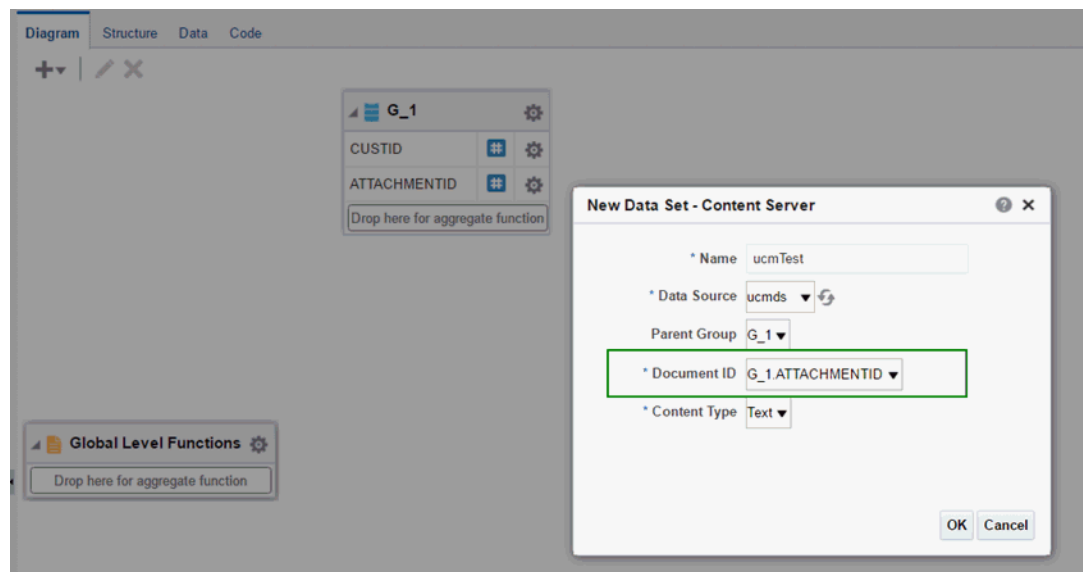 Diagram Structure Data Code
G_1
CUSTID
ATTACHMENTID
Drop here for aggregate function
New Data Set - Content Server
* Name ucmTest
* Data Source ucmds
Parent Group G_1
* Document ID G_1.ATTACHMENTID
* Content Type Text
OK Cancel
Global Level Functions
Drop here for aggregate function